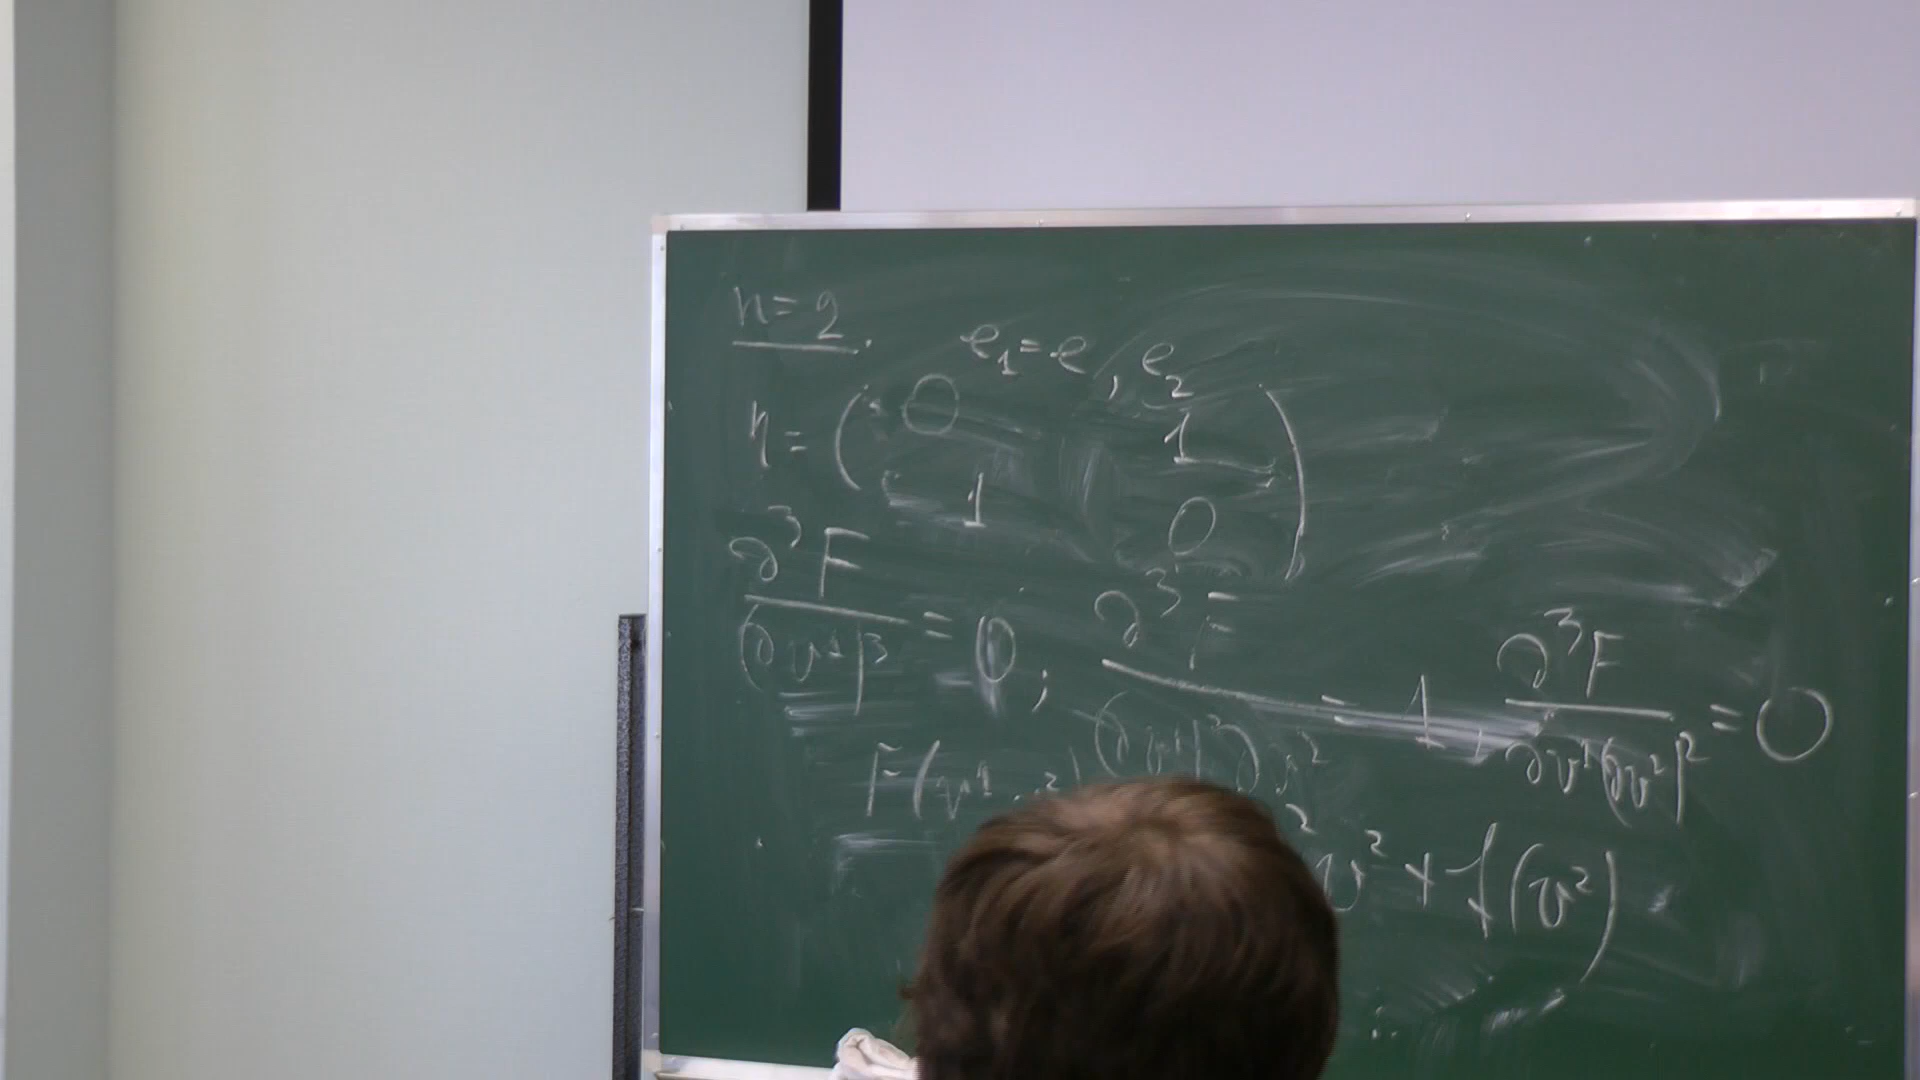 n=2.
e₁=e, e₂
η = ( 0 1
1 0 )
∂³F/(∂v¹)³ = 0; ∂³F/(∂v¹)²∂v² = 1, ∂³F/∂v¹(∂v²)² = 0
F(v¹
² v² + f(v²)